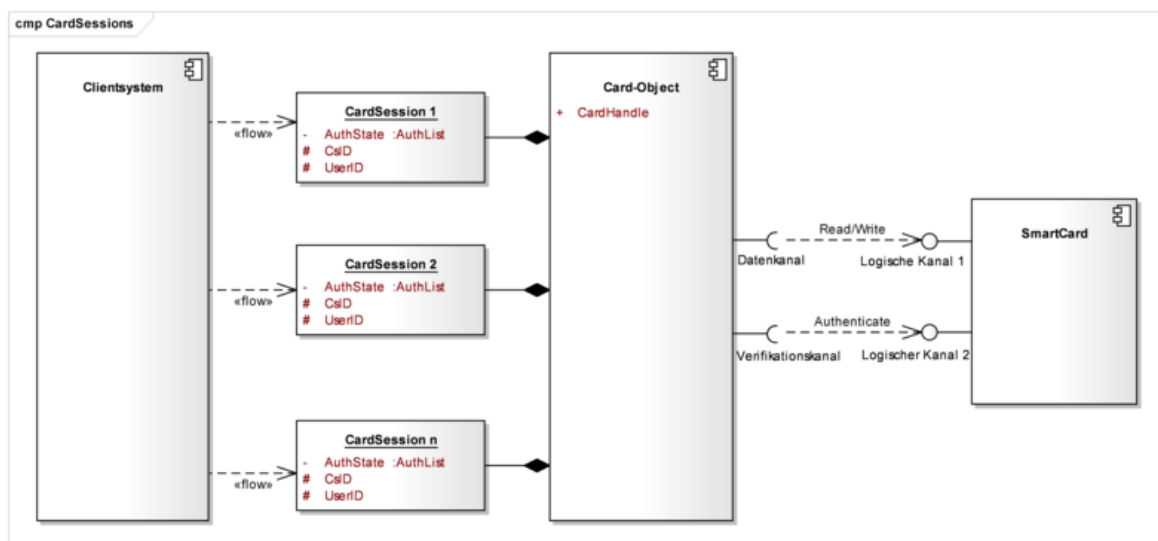 cmp CardSessions
Clientsystem
«flow»
CardSession 1
- AuthState :AuthList
# CsID
# UserID
«flow»
CardSession 2
- AuthState :AuthList
# CsID
# UserID
«flow»
CardSession n
- AuthState :AuthList
# CsID
# UserID
Card-Object
+ CardHandle
Read/Write
Datenkanal
Logische Kanal 1
Authenticate
Verifikationskanal
Logischer Kanal 2
SmartCard